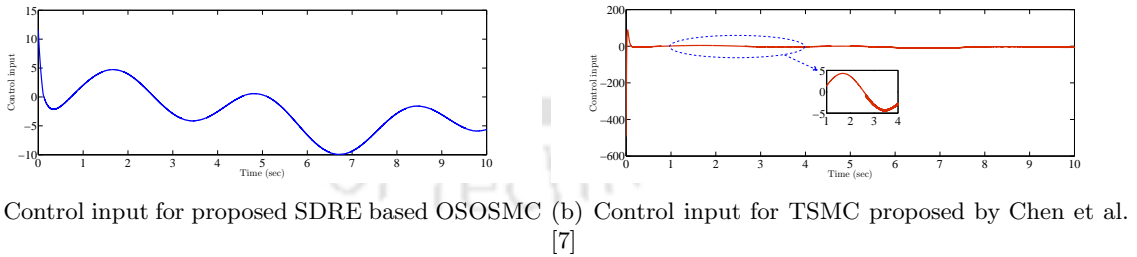 15
10
5
0
−5
−10
Control input
0 1 2 3 4 5 6 7 8 9 10
Time (sec)
200
0
−200
−400
−600
Control input
5
0
−5
1 2 3 4
0 1 2 3 4 5 6 7 8 9 10
Time (sec)
Control input for proposed SDRE based OSOSMC (b) Control input for TSMC proposed by Chen et al.
[7]